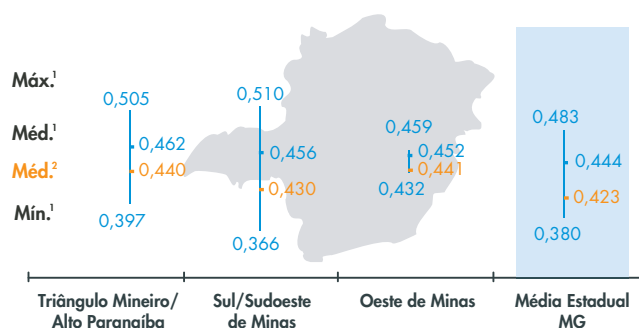 Máx.¹
Méd.¹
Méd.²
Mín.¹
0,505
0,462
0,440
0,397
0,510
0,456
0,430
0,366
0,459
0,452
0,441
0,432
0,483
0,444
0,423
0,380
Triângulo Mineiro/
Alto Paranaíba
Sul/Sudoeste
de Minas
Oeste de Minas
Média Estadual
MG